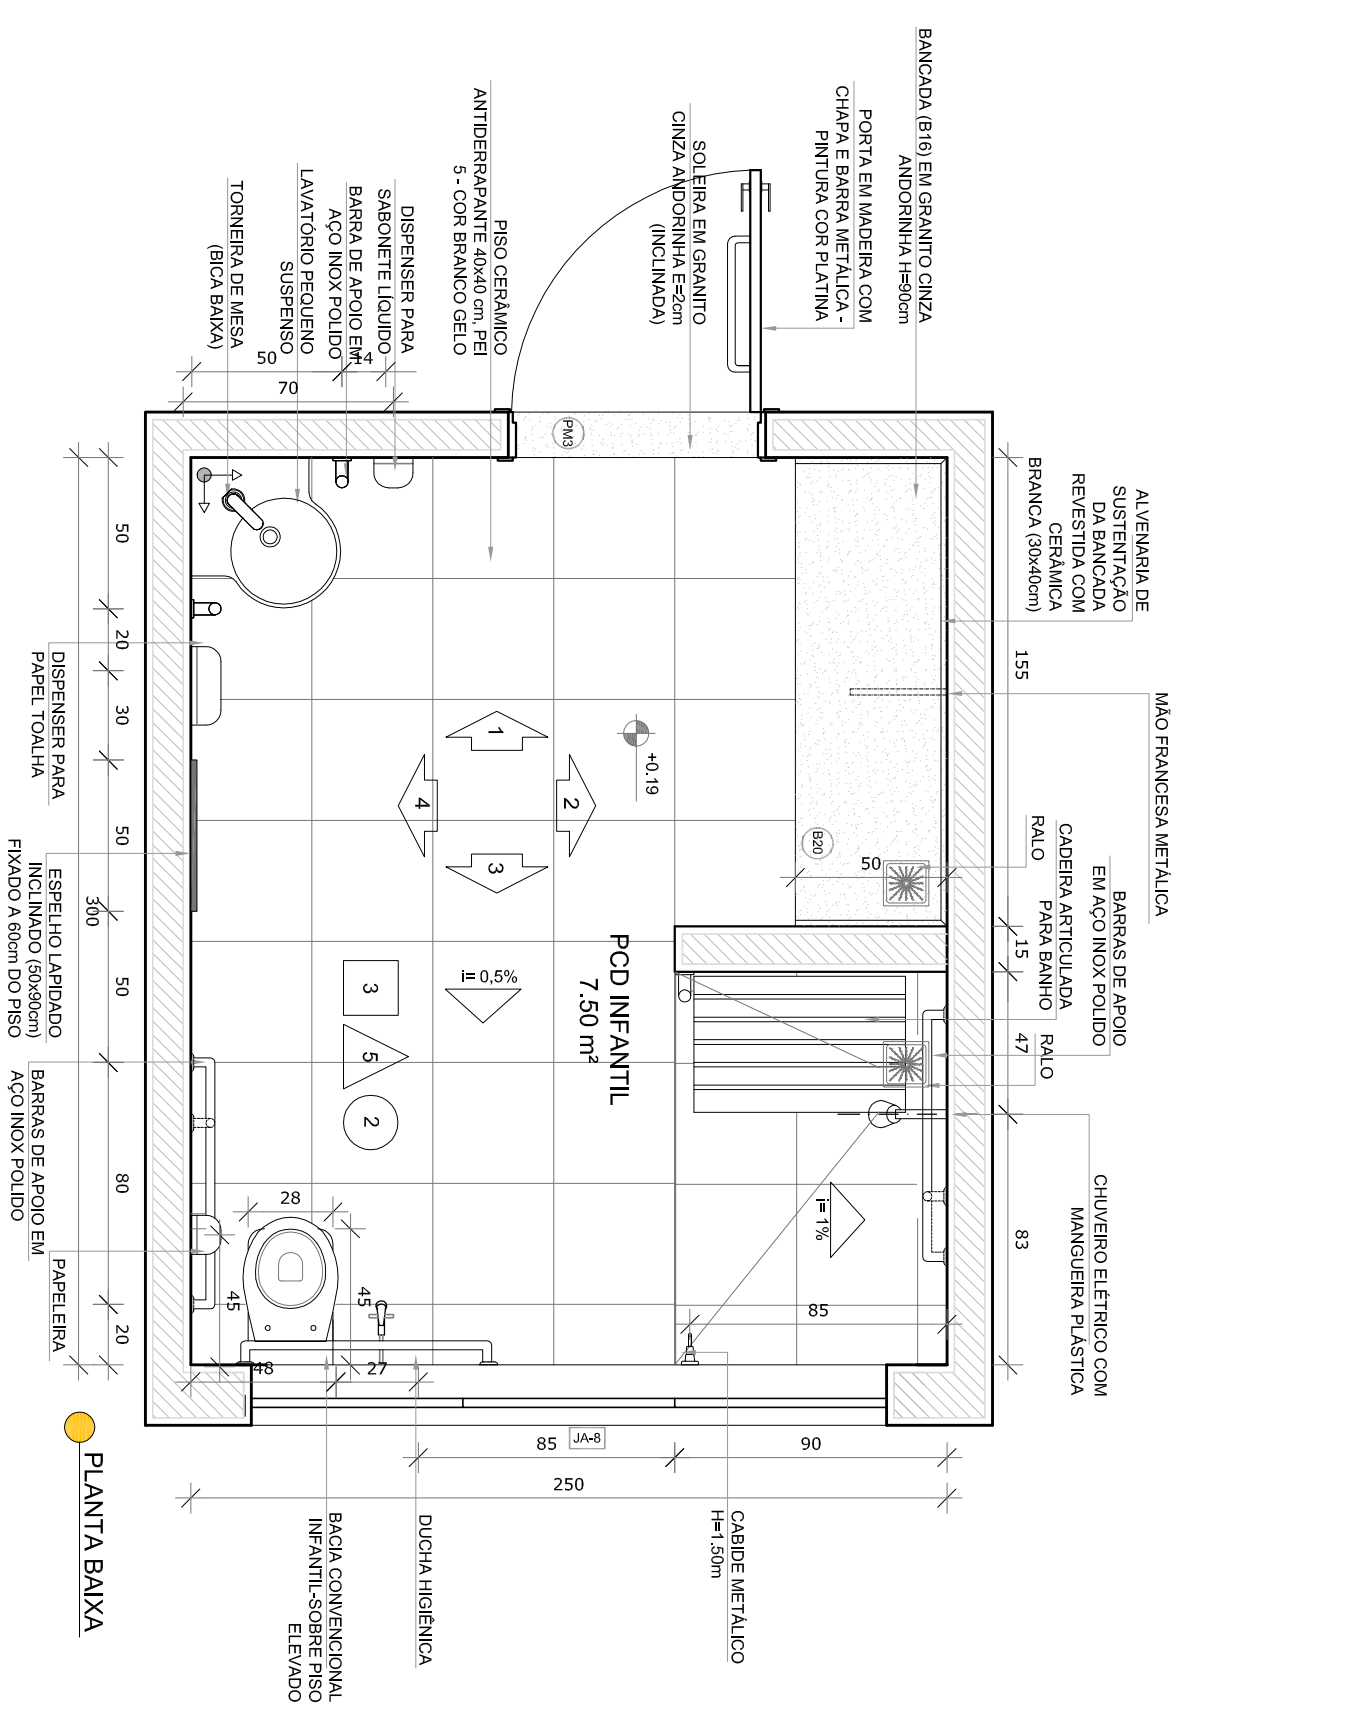 BANCADA (B16) EM GRANITO CINZA
ANDORINHA H=90cm
PORTA EM MADEIRA COM
CHAPA E BARRA METÁLICA -
PINTURA COR PLATINA
SOLEIRA EM GRANITO
CINZA ANDORINHA E=2cm
(INCLINADA)
PISO CERÂMICO
ANTIDERRAPANTE 40x40 cm, PEI
5 - COR BRANCO GELO
DISPENSER PARA
SABONETE LÍQUIDO
BARRA DE APOIO EM
AÇO INOX POLIDO
LAVATÓRIO PEQUENO
SUSPENSO
TORNEIRA DE MESA
(BICA BAIXA)
50
14
70
PM3
ALVENARIA DE
SUSTENTAÇÃO
DA BANCADA
REVESTIDA COM
CERÂMICA
BRANCA (30x40cm)
MÃO FRANCESA METÁLICA
RALO
CADEIRA ARTICULADA
PARA BANHO
BARRAS DE APOIO
EM AÇO INOX POLIDO
RALO
CHUVEIRO ELÉTRICO COM
MANGUEIRA PLÁSTICA
155
15
47
83
B20
50
+0.19
1
2
3
4
PCD INFANTIL
7.50 m²
i= 0,5%
3
5
2
i= 1%
85
28
45
45
48
27
50
20
30
50
50
80
20
300
DISPENSER PARA
PAPEL TOALHA
ESPELHO LAPIDADO
INCLINADO (50x90cm)
FIXADO A 60cm DO PISO
BARRAS DE APOIO EM
AÇO INOX POLIDO
PAPELEIRA
85
JA-8
90
250
CABIDE METÁLICO
H=1.50m
DUCHA HIGIÊNICA
BACIA CONVENCIONAL
INFANTIL-SOBRE PISO
ELEVADO
PLANTA BAIXA